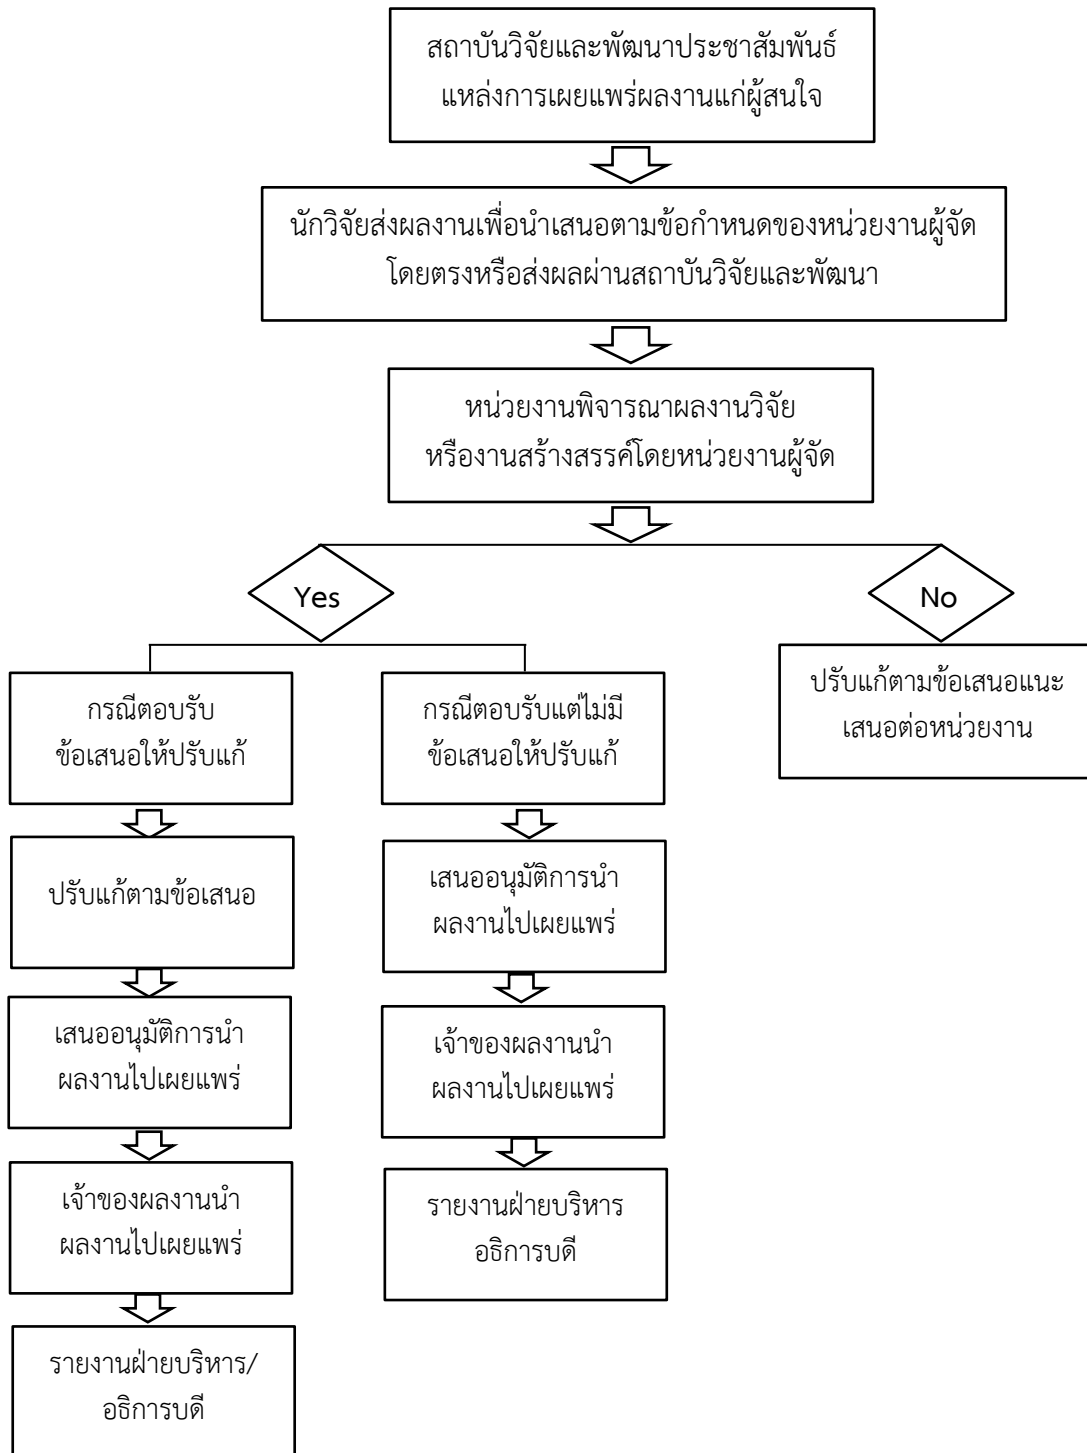 สถาบันวิจัยและพัฒนาประชาสัมพันธ์
แหล่งการเผยแพร่ผลงานแก่ผู้สนใจ
นักวิจัยส่งผลงานเพื่อนำเสนอตามข้อกำหนดของหน่วยงานผู้จัด
โดยตรงหรือส่งผลผ่านสถาบันวิจัยและพัฒนา
หน่วยงานพิจารณาผลงานวิจัย
หรืองานสร้างสรรค์โดยหน่วยงานผู้จัด
Yes
No
กรณีตอบรับ
ข้อเสนอให้ปรับแก้
ปรับแก้ตามข้อเสนอ
เสนออนุมัติการนำ
ผลงานไปเผยแพร่
เจ้าของผลงานนำ
ผลงานไปเผยแพร่
รายงานฝ่ายบริหาร/
อธิการบดี
กรณีตอบรับแต่ไม่มี
ข้อเสนอให้ปรับแก้
เสนออนุมัติการนำ
ผลงานไปเผยแพร่
เจ้าของผลงานนำ
ผลงานไปเผยแพร่
รายงานฝ่ายบริหาร
อธิการบดี
ปรับแก้ตามข้อเสนอแนะ
เสนอต่อหน่วยงาน